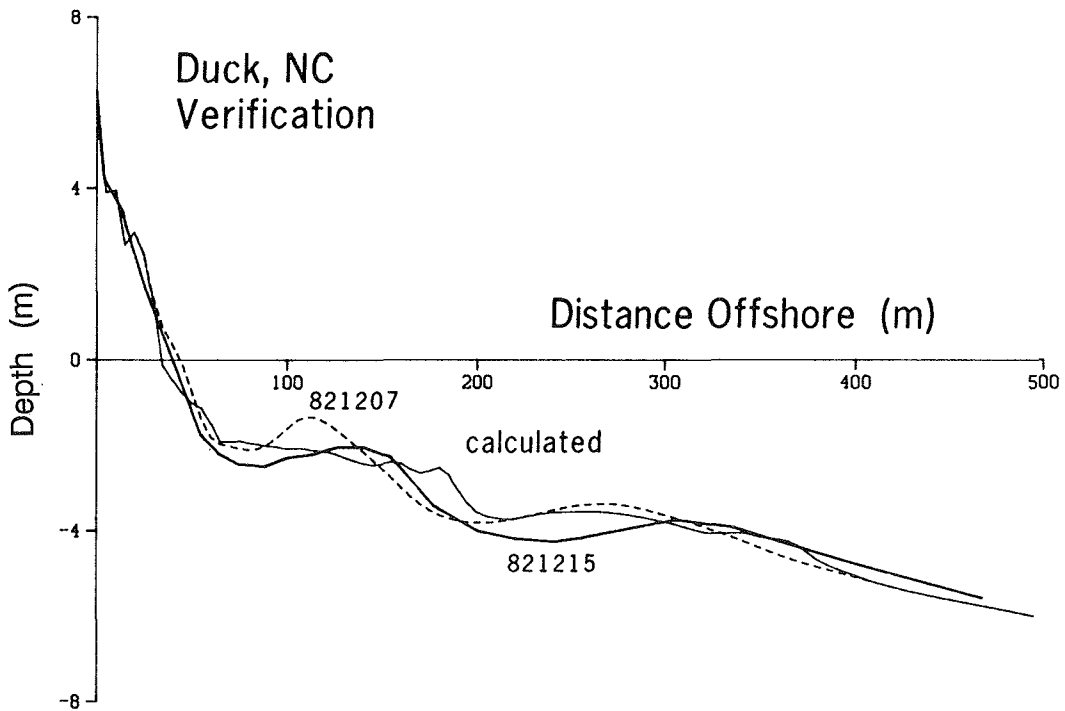 8
Duck, NC
Verification
4
Distance Offshore (m)
Depth (m)
0
100
200
300
400
500
821207
calculated
-4
821215
-8